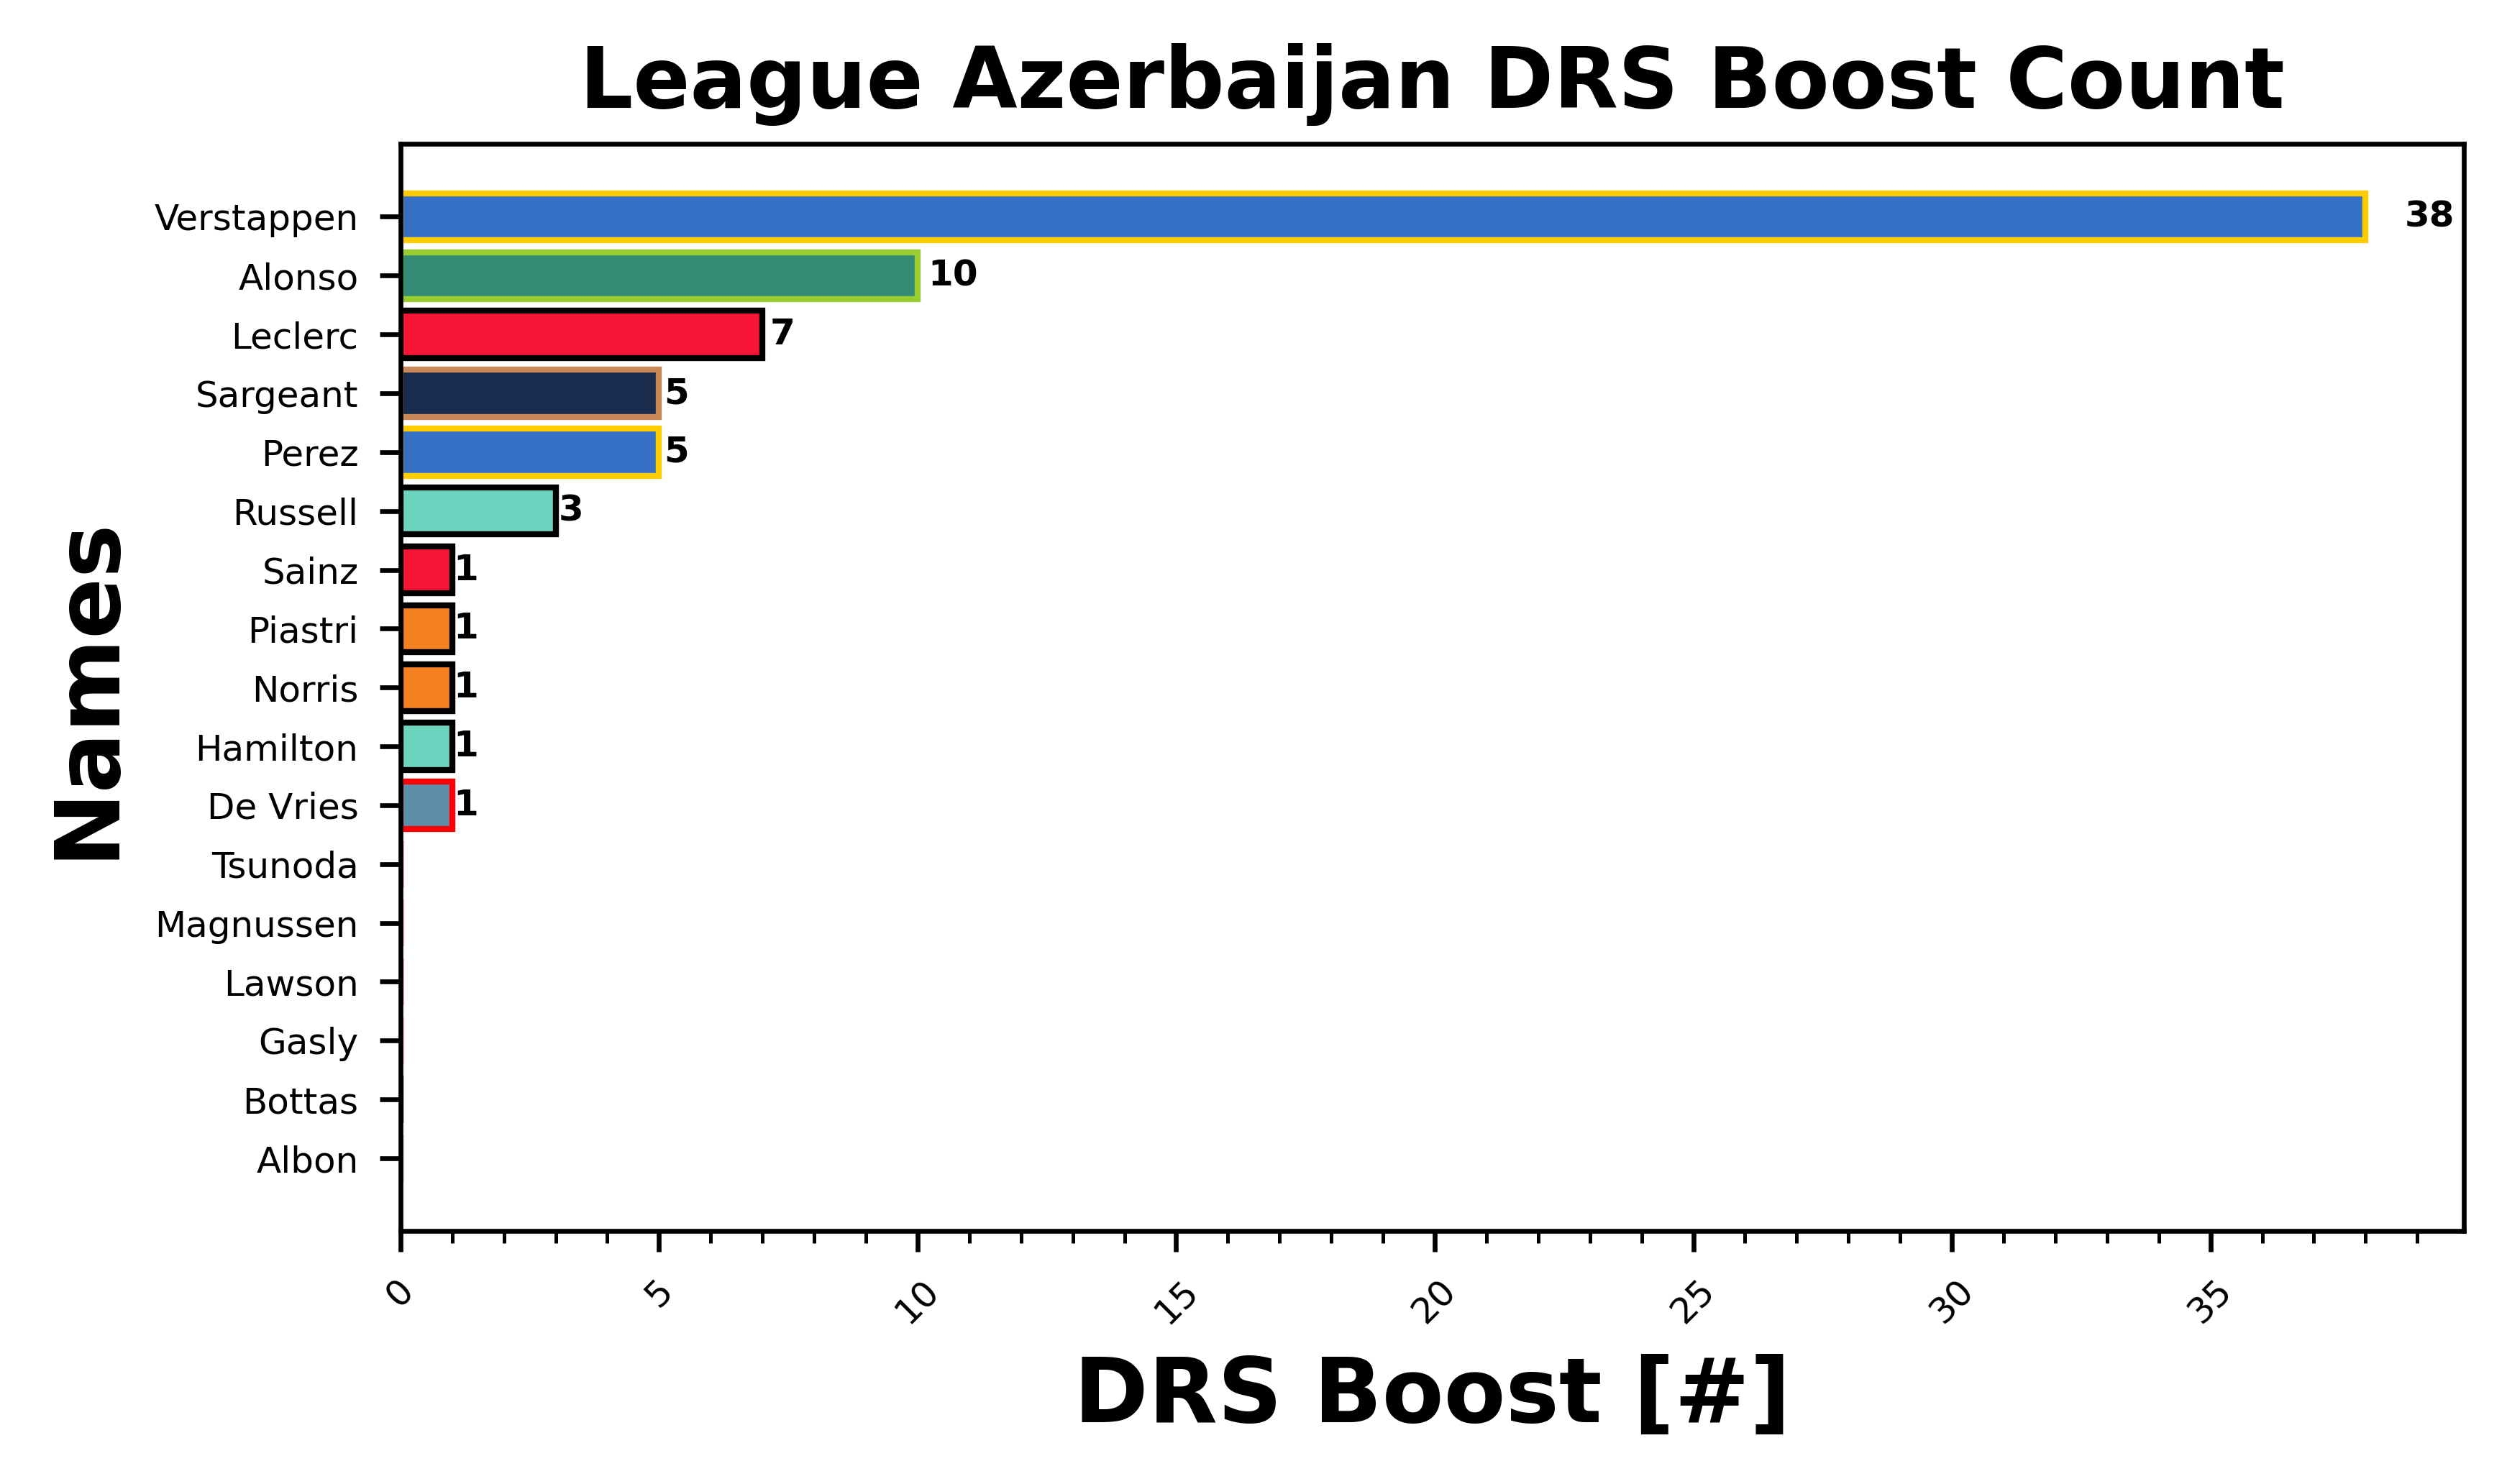 League Azerbaijan DRS Boost Count
Names
Verstappen 38
Alonso 10
Leclerc 7
Sargeant 5
Perez 5
Russell 3
Sainz 1
Piastri 1
Norris 1
Hamilton 1
De Vries 1
Tsunoda
Magnussen
Lawson
Gasly
Bottas
Albon
0 5 10 15 20 25 30 35
DRS Boost [#]